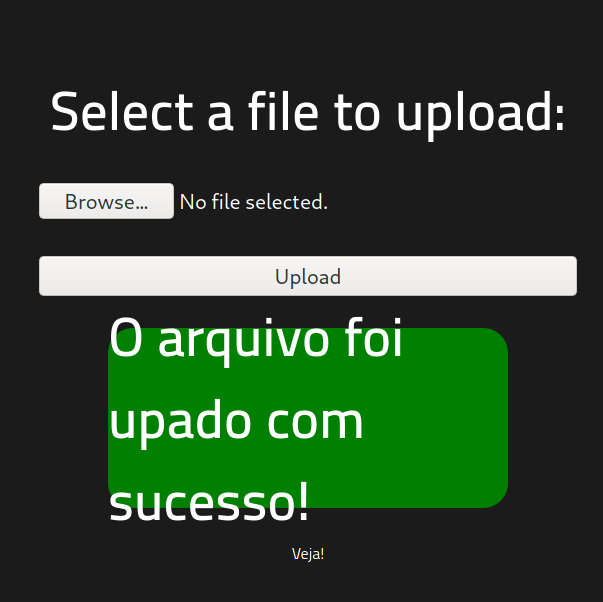 Select a file to upload:
Browse... No file selected.
Upload
O arquivo foi
upado com
sucesso!
Veja!